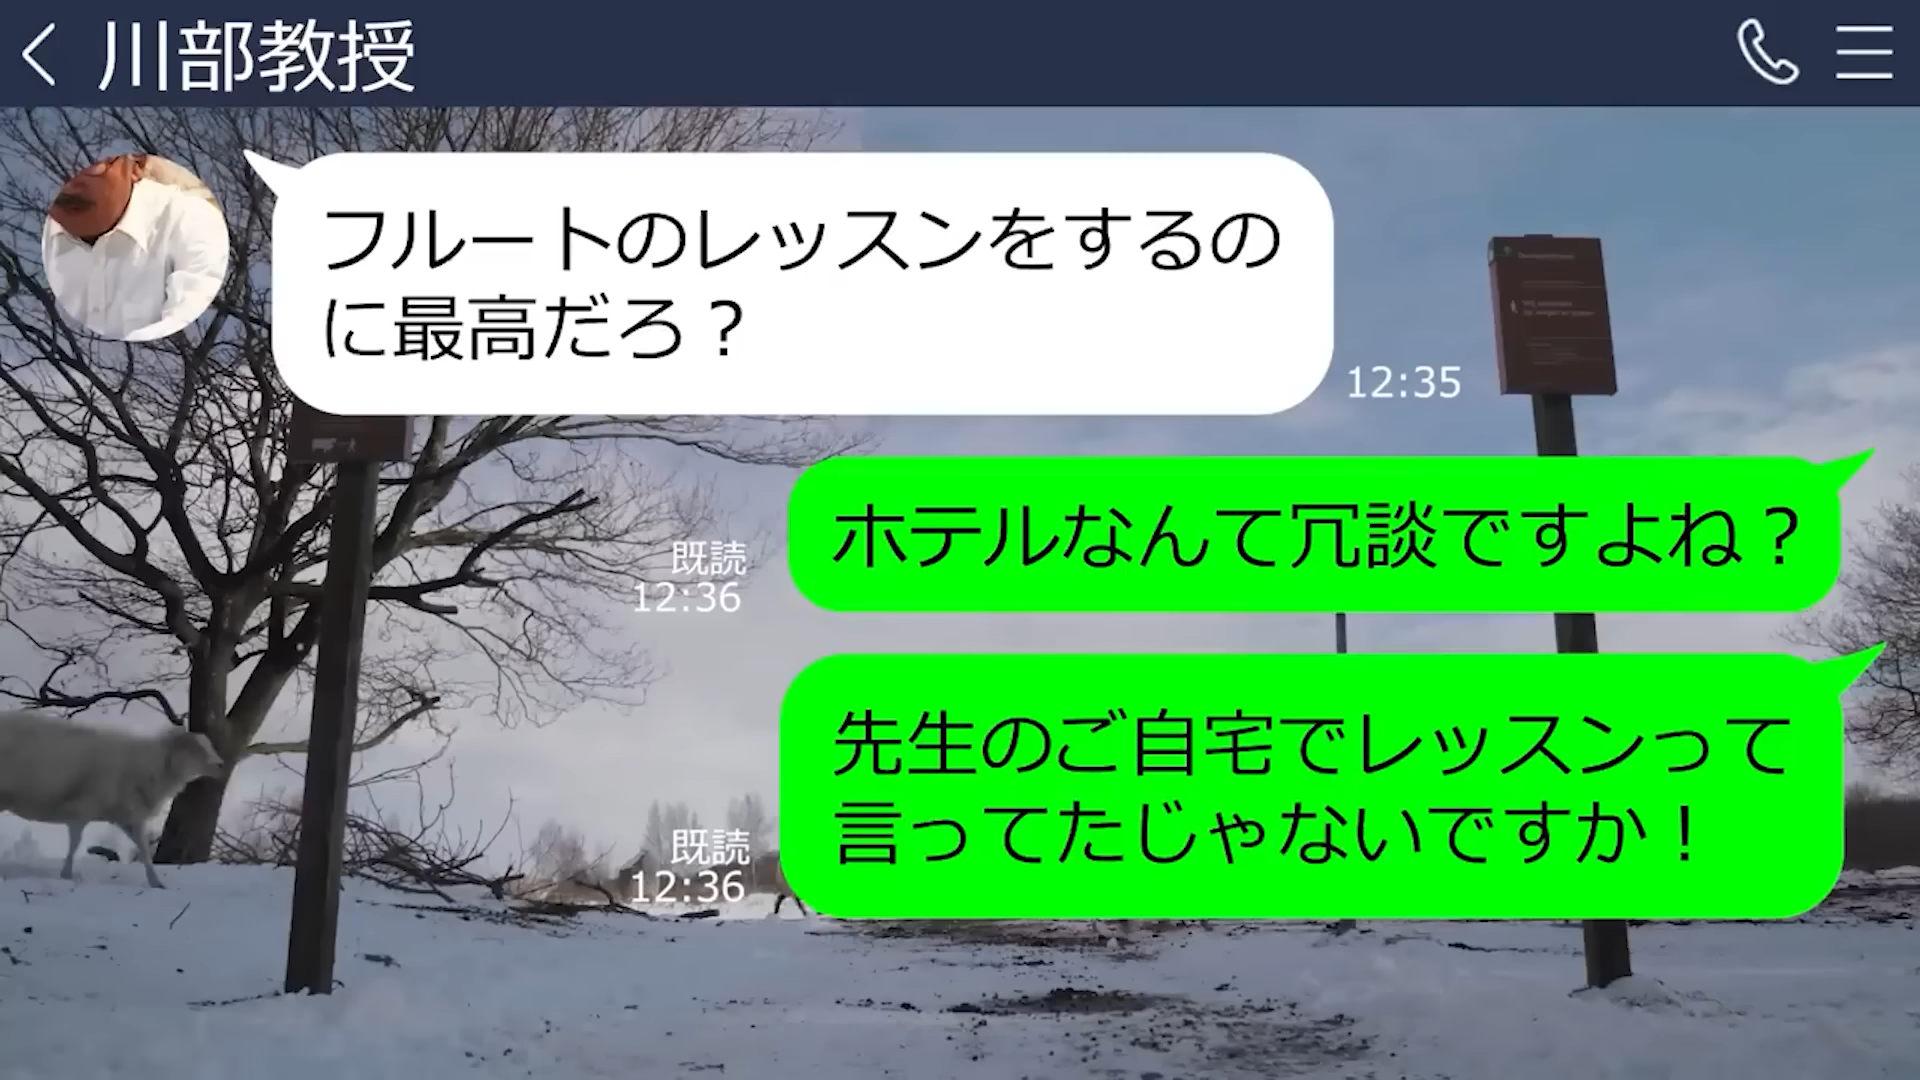 川部教授
フルートのレッスンをするの
に最高だろ？
12:35
ホテルなんて冗談ですよね？
既読
12:36
先生のご自宅でレッスンって
言ってたじゃないですか！
既読
12:36